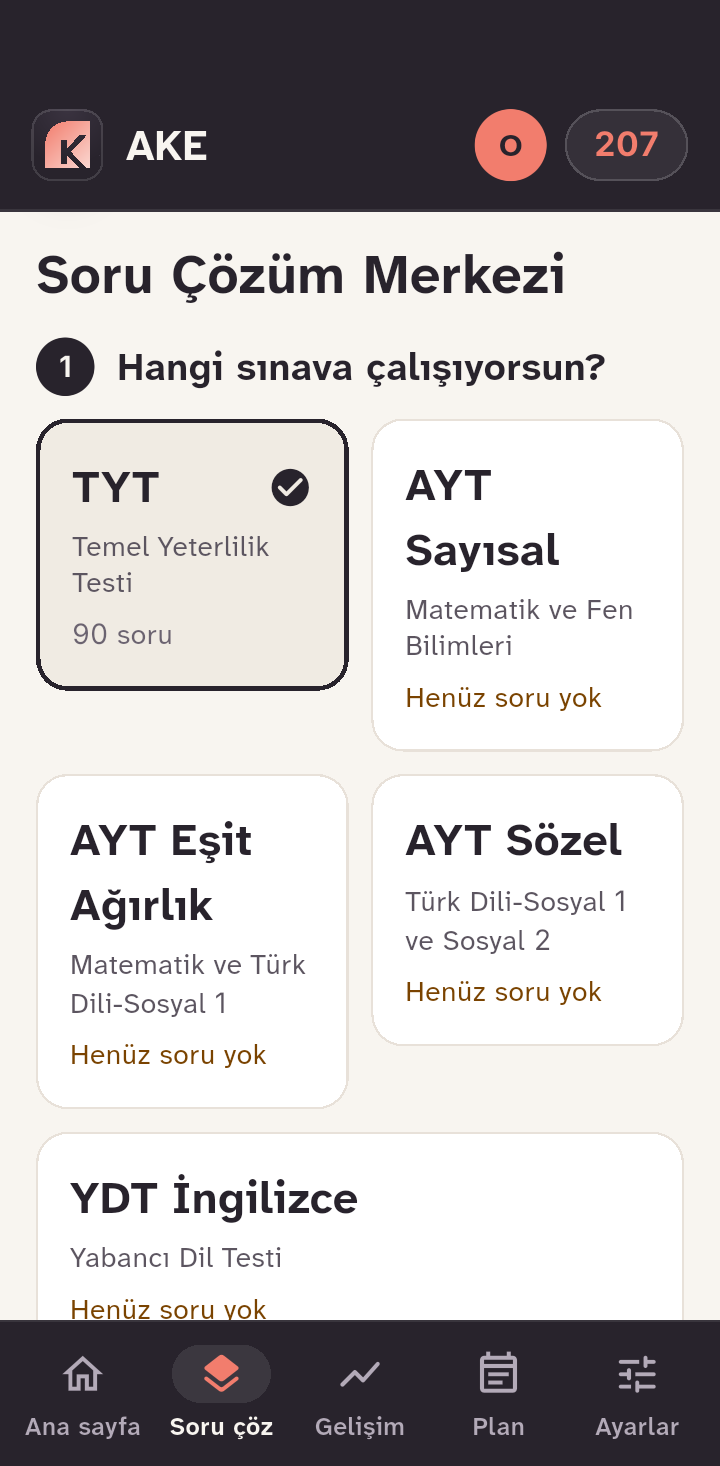 K
AKE
O
207
Soru Çözüm Merkezi
1
Hangi sınava çalışıyorsun?
TYT
Temel Yeterlilik
Testi
90 soru
AYT
Sayısal
Matematik ve Fen
Bilimleri
Henüz soru yok
AYT Eşit
Ağırlık
Matematik ve Türk
Dili-Sosyal 1
Henüz soru yok
AYT Sözel
Türk Dili-Sosyal 1
ve Sosyal 2
Henüz soru yok
YDT İngilizce
Yabancı Dil Testi
Henüz soru yok
Ana sayfa
Soru çöz
Gelişim
Plan
Ayarlar